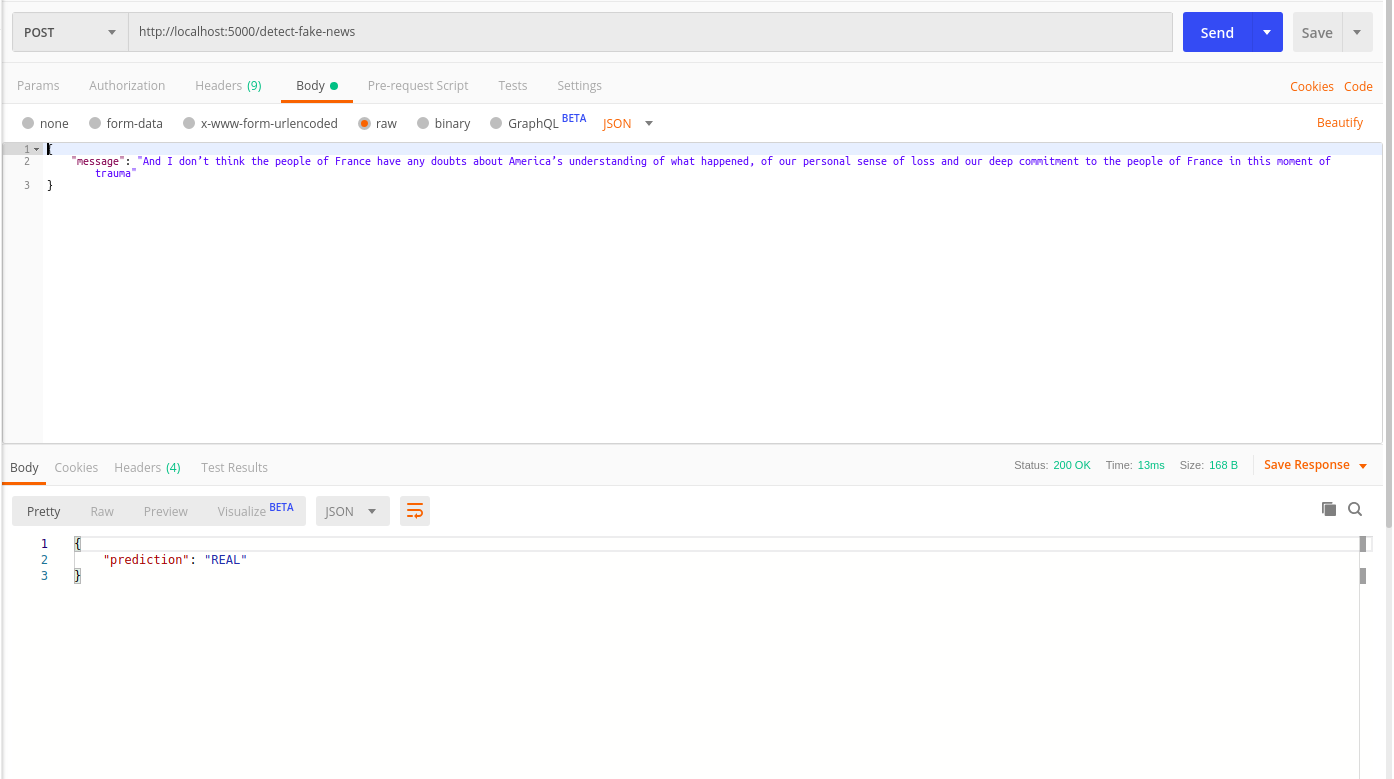 POST http://localhost:5000/detect-fake-news Send Save
Params Authorization Headers (9) Body Pre-request Script Tests Settings Cookies Code
none form-data x-www-form-urlencoded raw binary GraphQL BETA JSON Beautify
1 {
2 "message": "And I don’t think the people of France have any doubts about America’s understanding of what happened, of our personal sense of loss and our deep commitment to the people of France in this moment of
trauma"
3 }
Body Cookies Headers (4) Test Results Status: 200 OK Time: 13ms Size: 168 B Save Response
Pretty Raw Preview Visualize BETA JSON
1 {
2 "prediction": "REAL"
3 }